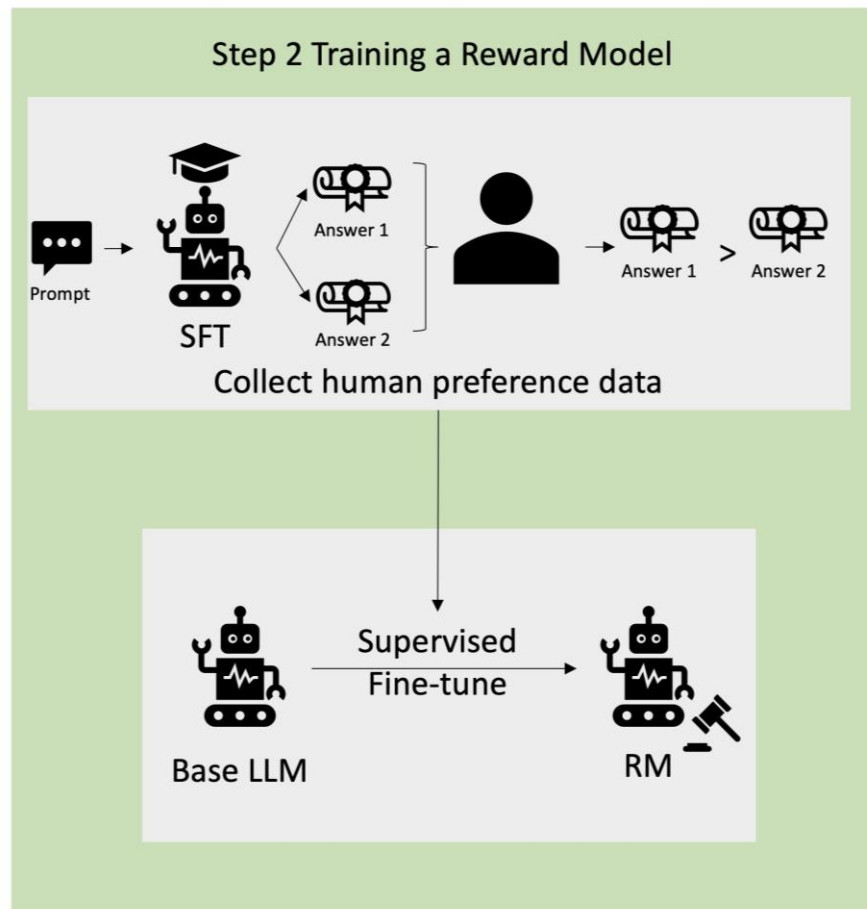 Step 2 Training a Reward Model
Prompt
SFT
Answer 1
Answer 2
Answer 1
>
Answer 2
Collect human preference data
Base LLM
Supervised
Fine-tune
RM